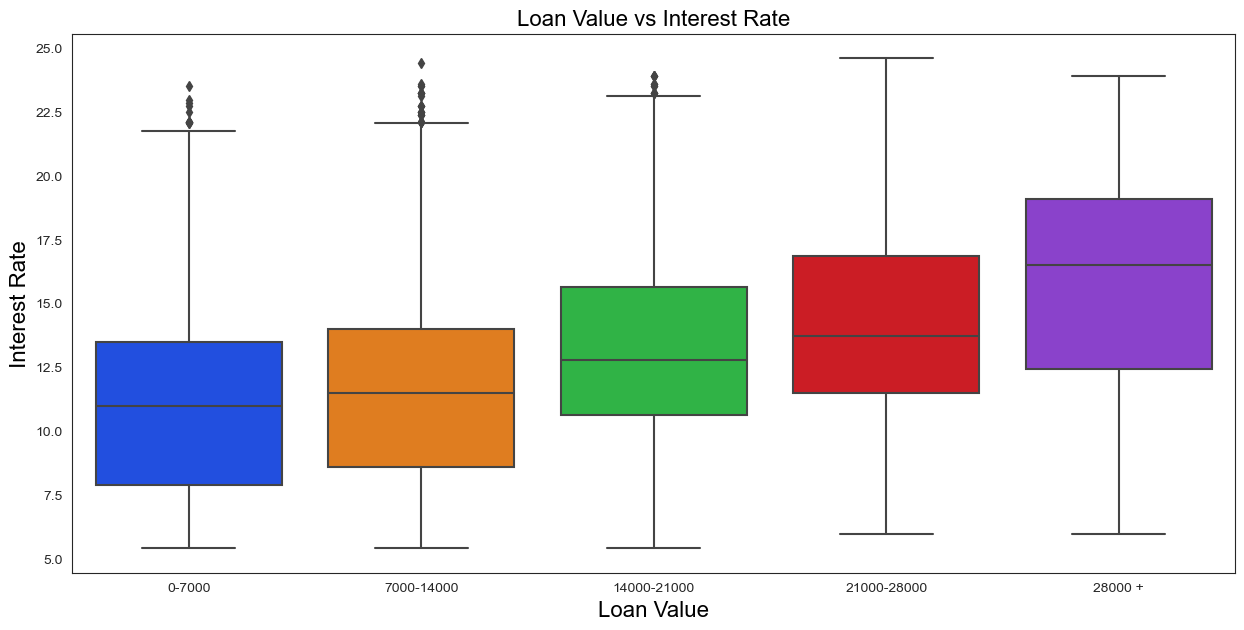 Loan Value vs Interest Rate
25.0
22.5
20.0
17.5
15.0
12.5
10.0
7.5
5.0
Interest Rate
0-7000 7000-14000 14000-21000 21000-28000 28000 +
Loan Value